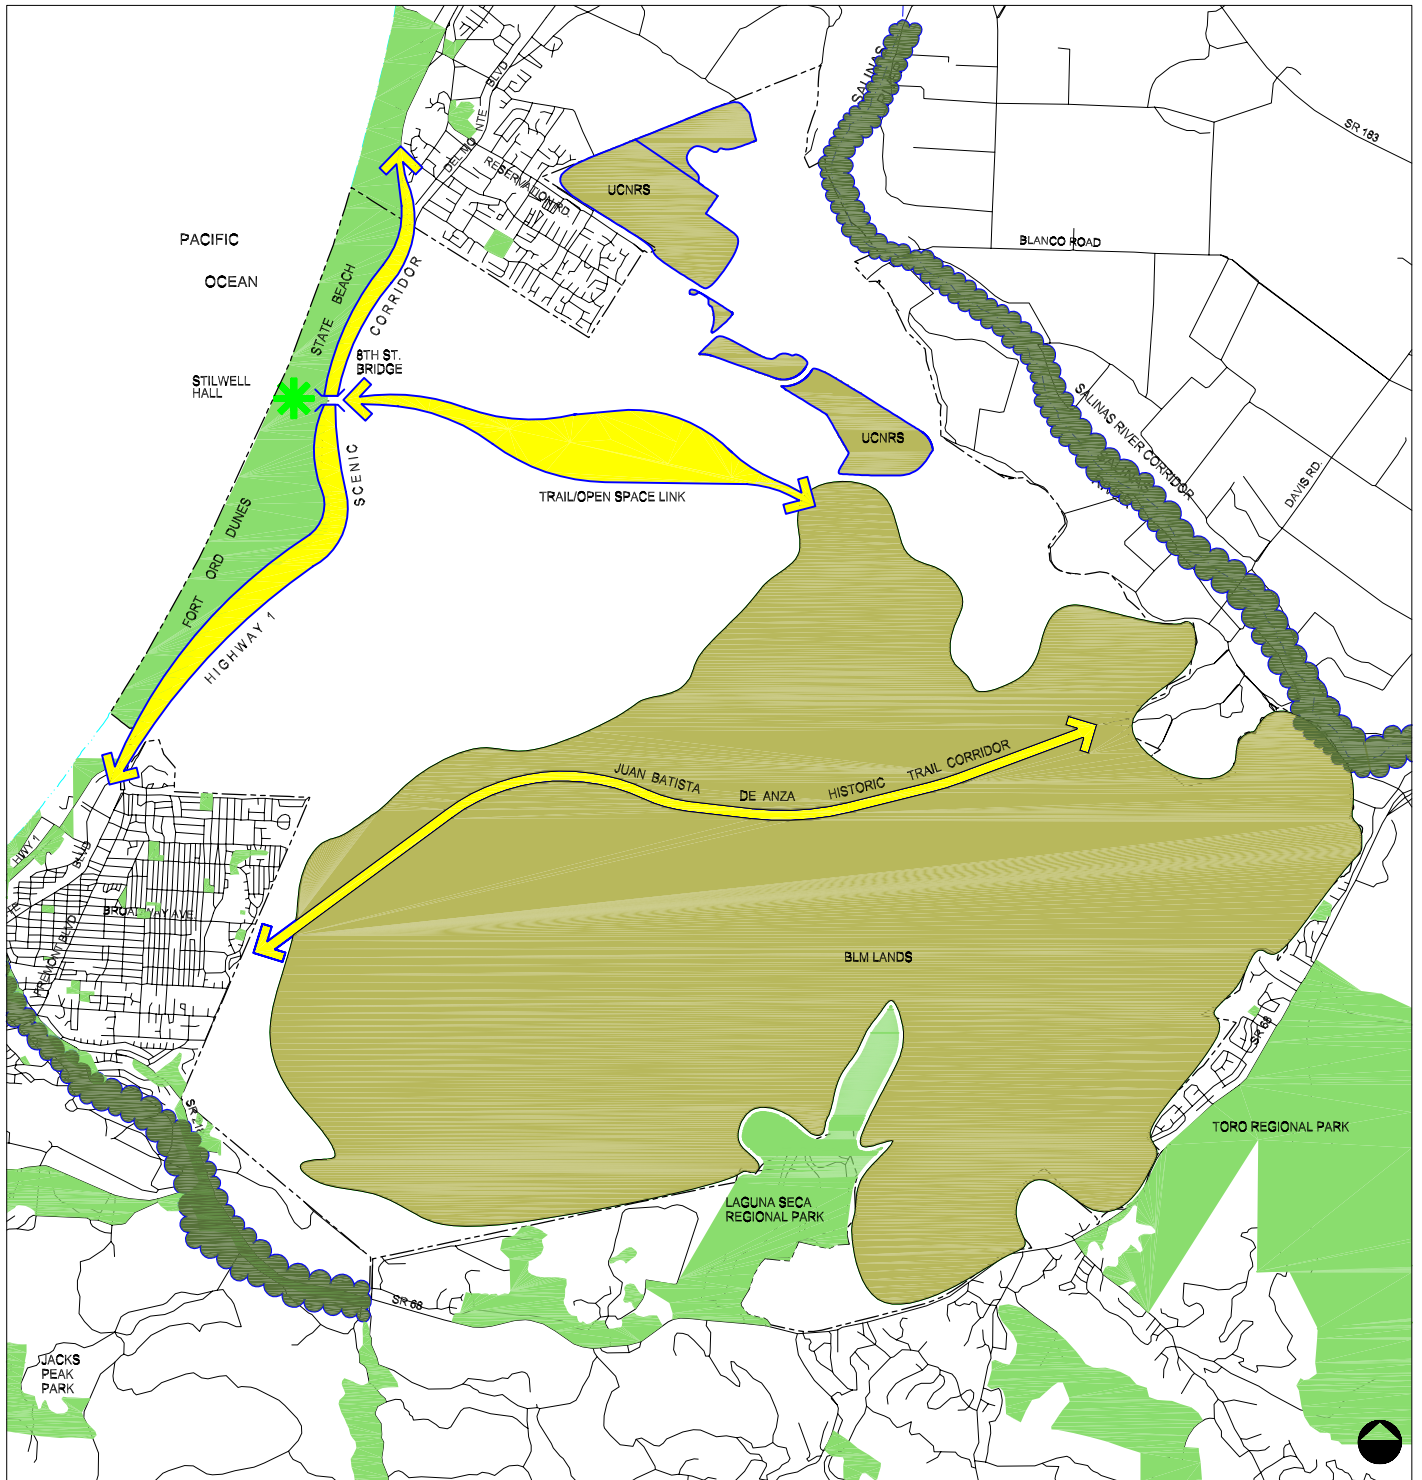 SALINAS
SR 183
BLVD
DEL MO NTE
RESERVATION RD.
UCNRS
PACIFIC
OCEAN
BLANCO ROAD
STATE BEACH
CORRIDOR
8TH ST.
BRIDGE
STILWELL
HALL
SALINAS RIVER CORRIDOR
UCNRS
SCENIC
TRAIL/OPEN SPACE LINK
DAVIS RD.
FORT ORD DUNES
HIGHWAY 1
JUAN BATISTA DE ANZA HISTORIC TRAIL CORRIDOR
HWY 1
BLVD
TE
BROADWAY AVE.
FREMONT BLVD
BLM LANDS
SR 68
TORO REGIONAL PARK
LAGUNA SECA
REGIONAL PARK
SR 68
JACKS
PEAK
PARK